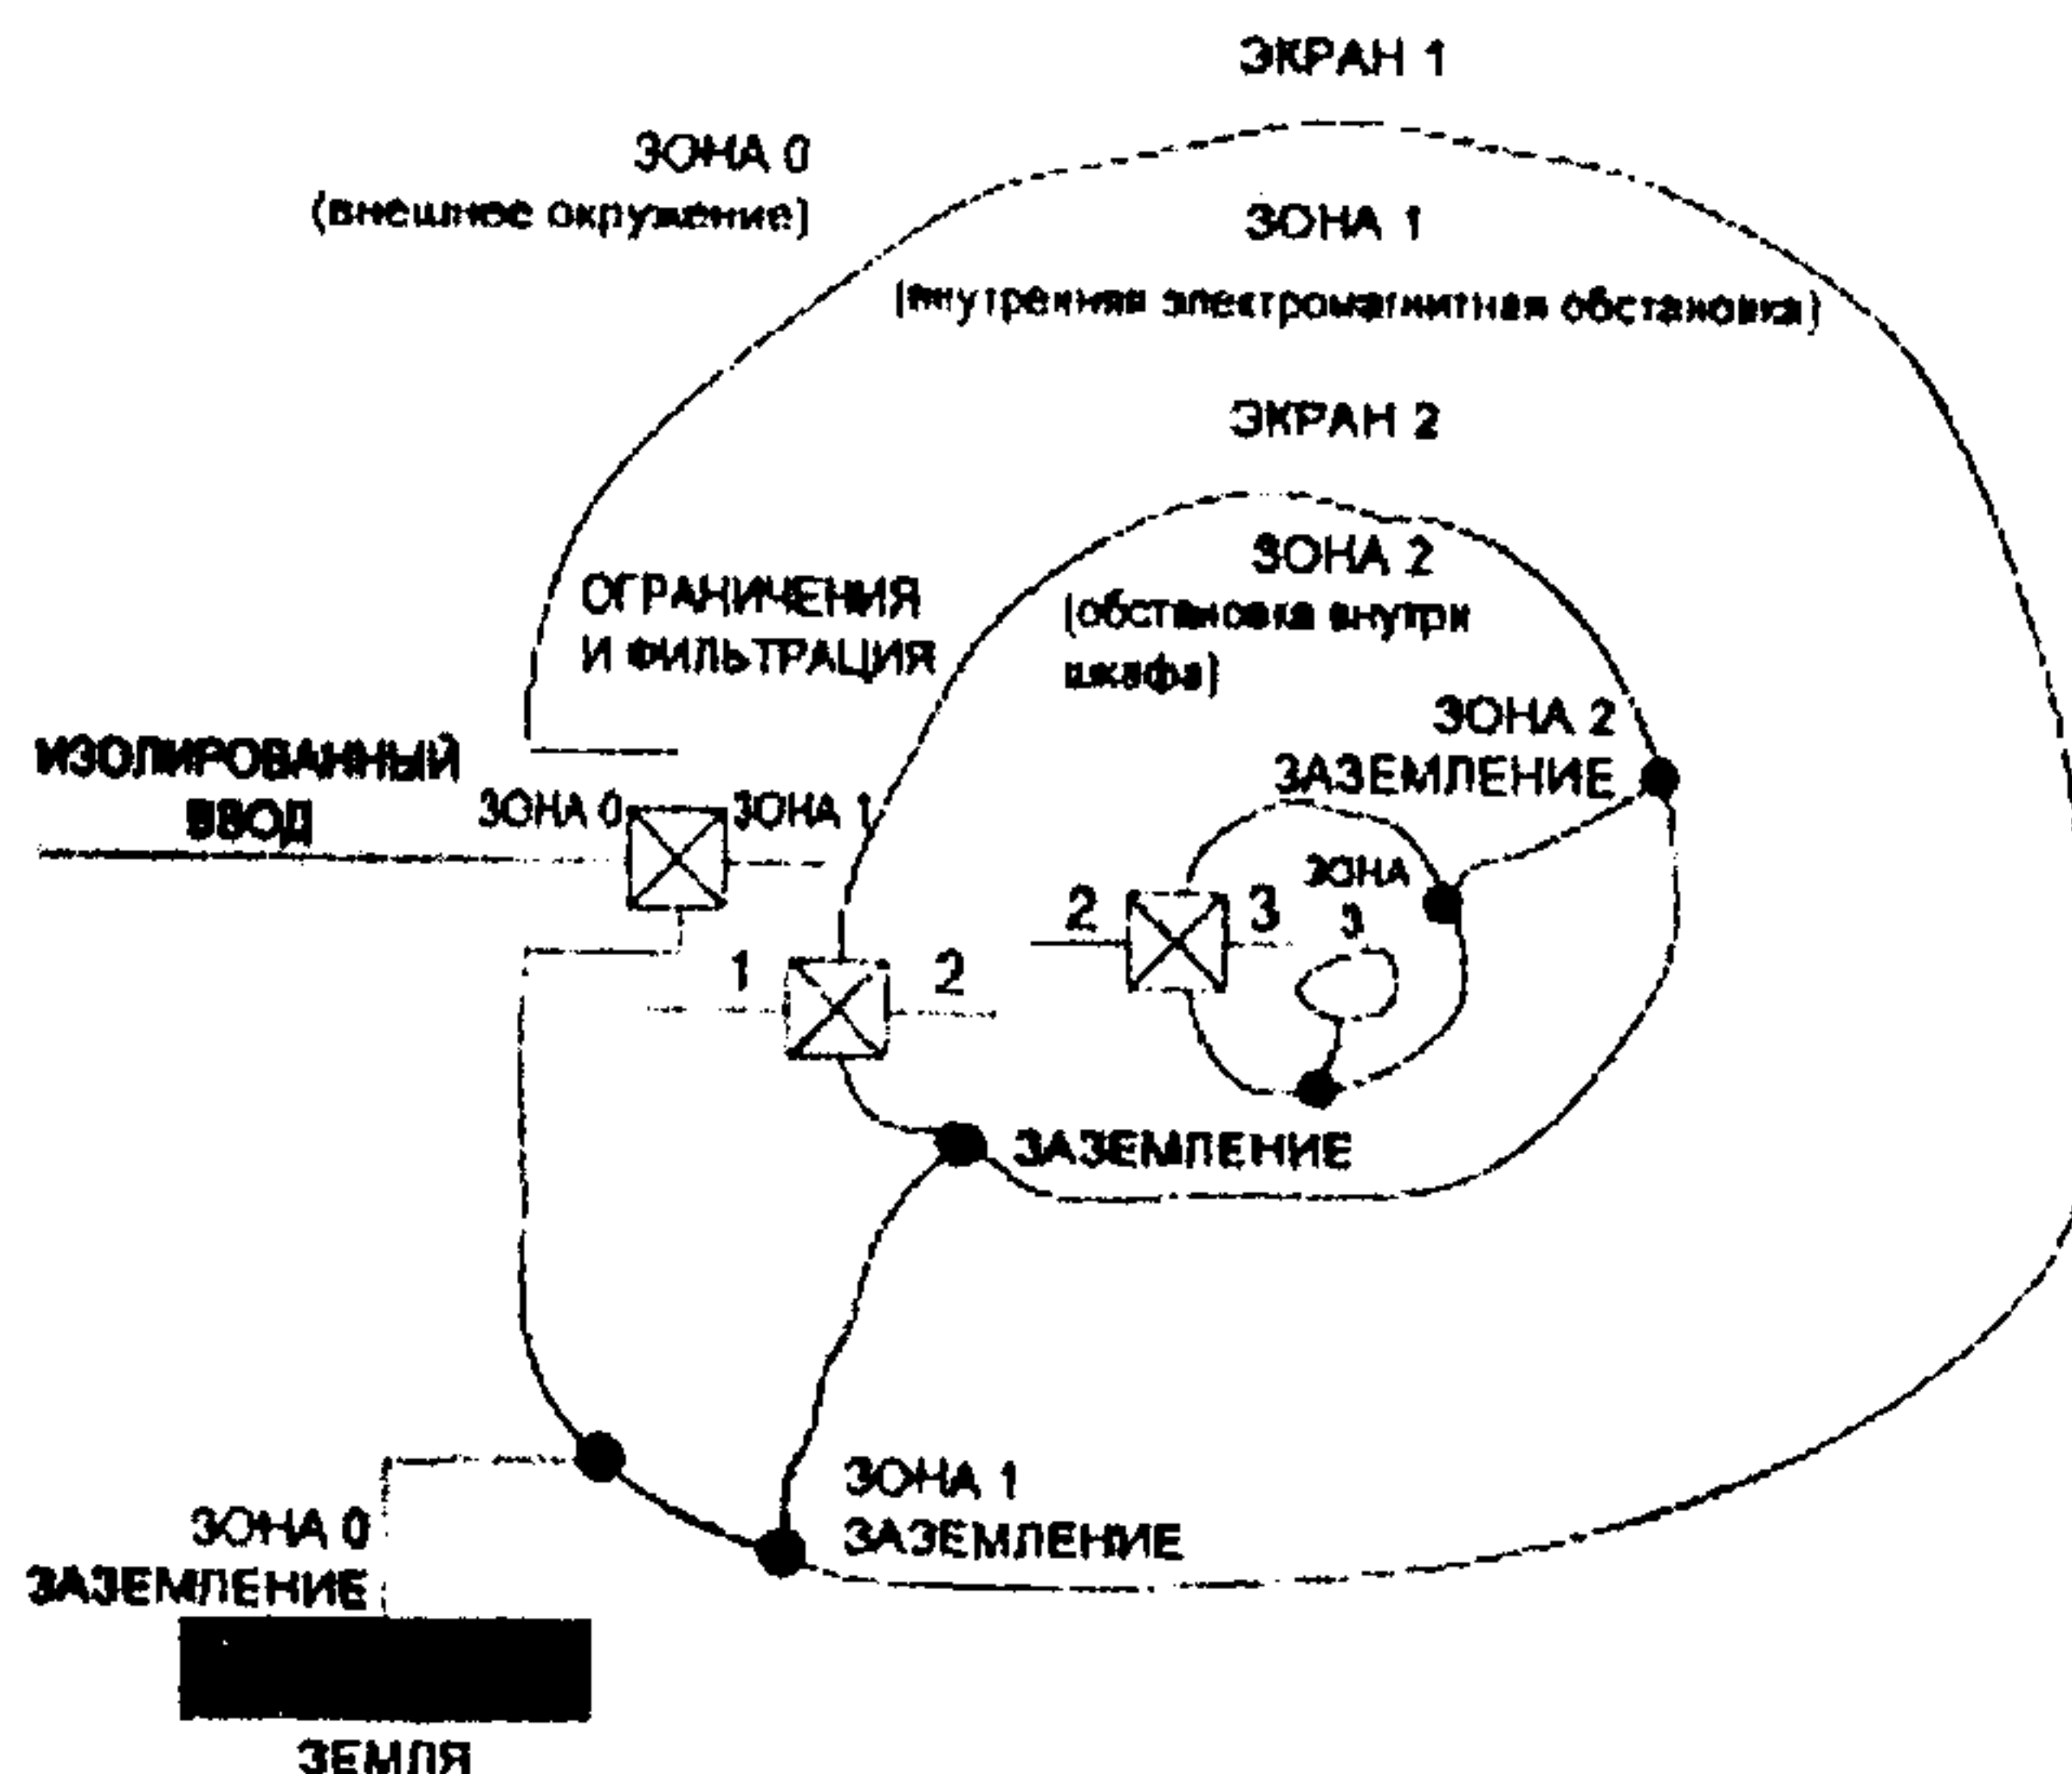 ЭКРАН 1
ЗОНА 0
(внешнее окружение)
ЗОНА 1
(внутренняя электромагнитная обстановка)
ЭКРАН 2
ЗОНА 2
(обстановка внутри
шкафа)
ОГРАНИЧЕНИЯ
И ФИЛЬТРАЦИЯ
ЗОНА 2
ЗАЗЕМЛЕНИЕ
ИЗОЛИРОВАННЫЙ
ВВОД
ЗОНА 0
ЗОНА 1
2
3
ЗОНА
3
1
2
ЗАЗЕМЛЕНИЕ
ЗОНА 1
ЗАЗЕМЛЕНИЕ
ЗОНА 0
ЗАЗЕМЛЕНИЕ
ЗЕМЛЯ